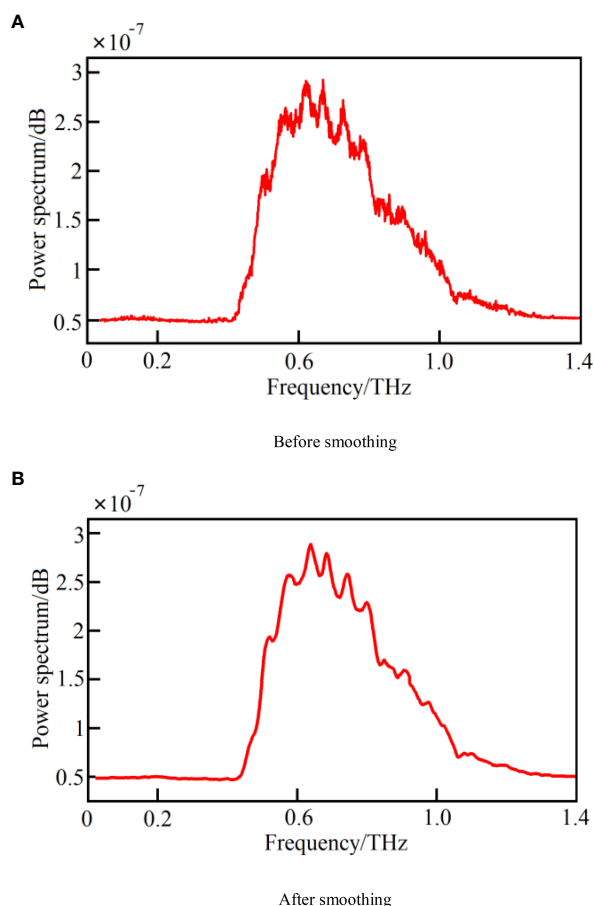 A
×10-7
3
2.5
2
1.5
1
0.5
Power spectrum/dB
0 0.2 0.6 1.0 1.4
Frequency/THz
Before smoothing
B
×10-7
3
2.5
2
1.5
1
0.5
Power spectrum/dB
0 0.2 0.6 1.0 1.4
Frequency/THz
After smoothing